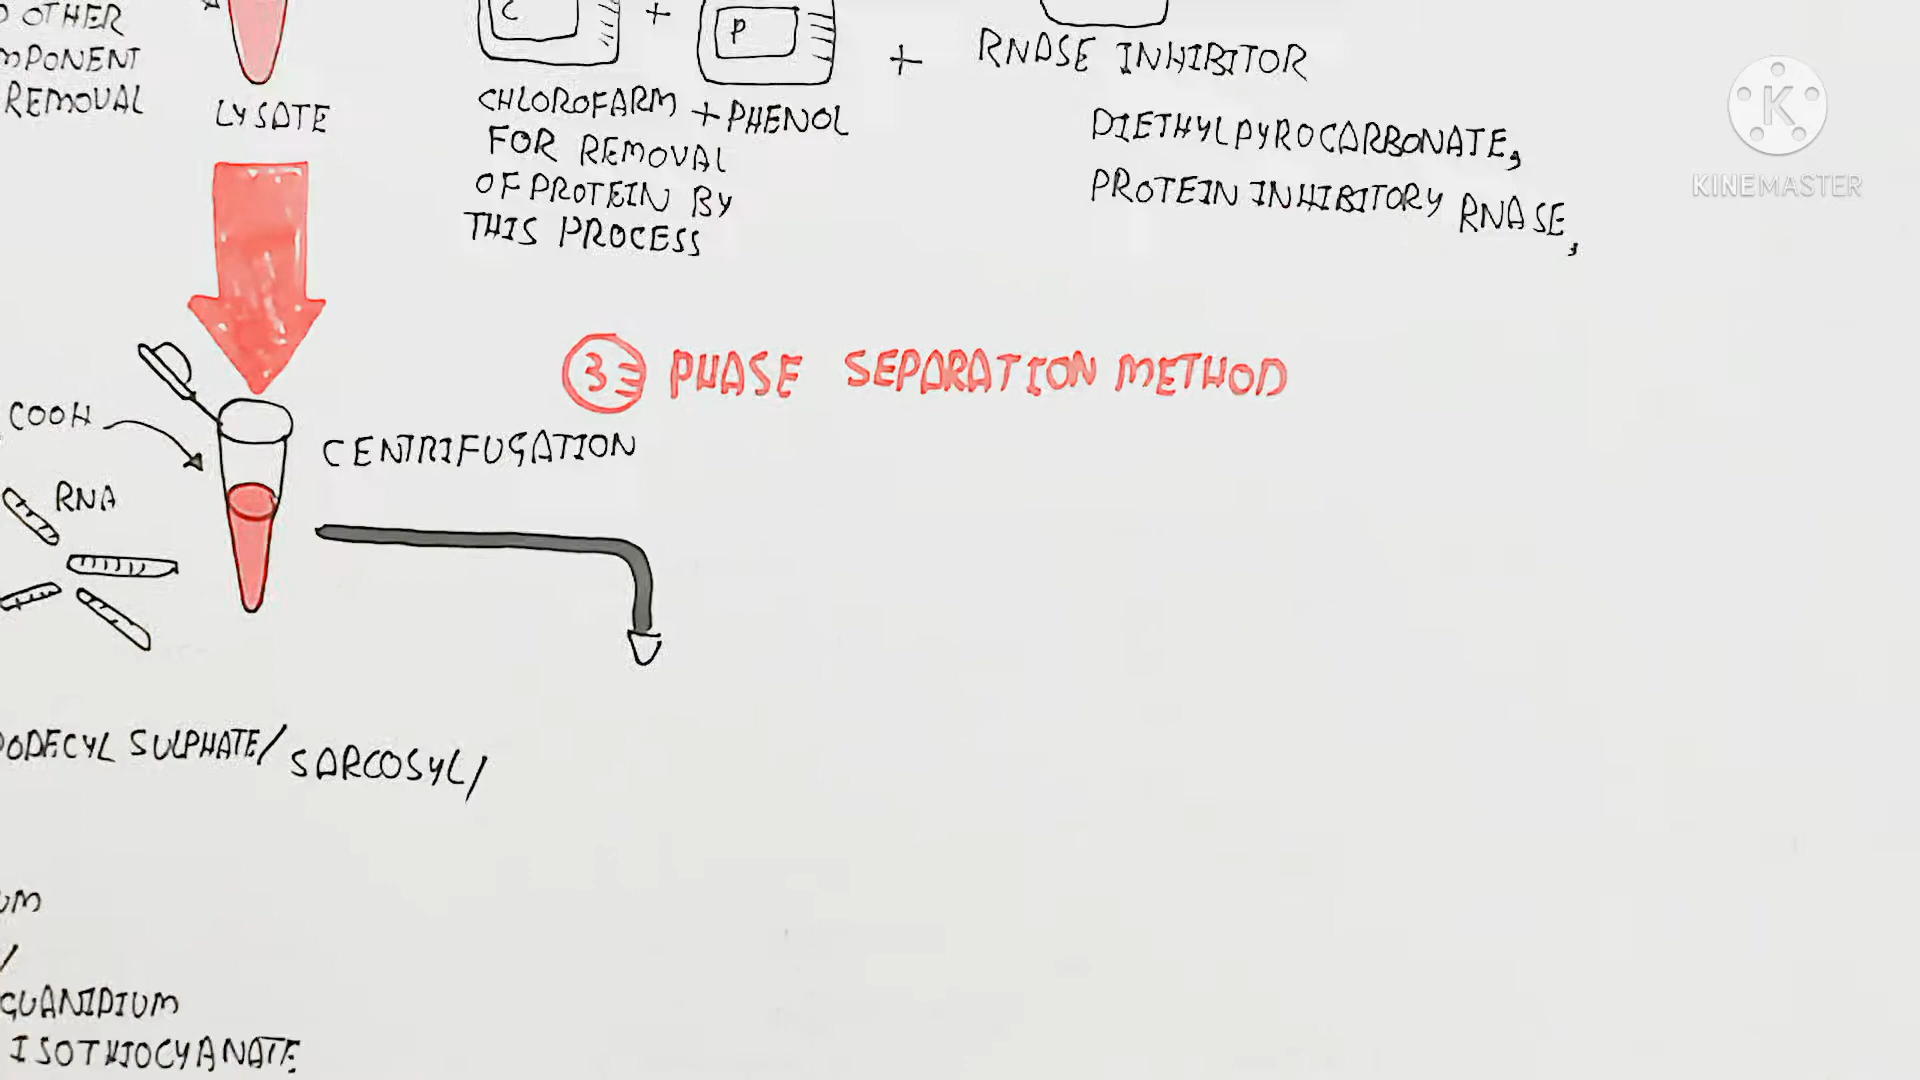 OTHER
MPONENT
REMOVAL
LYSATE
C
+
P
CHLOROFARM + PHENOL
FOR REMOVAL
OF PROTEIN BY
THIS PROCESS
+
RNASE INHIBITOR
DIETHYLPYROCARBONATE,
PROTEIN INHIBITORY RNASE,
K
KINEMASTER
3 PHASE SEPARATION METHOD
COOH
CENTRIFUGATION
RNA
ODECYL SULPHATE/ SARCOSYL/
UM
/
GUANIDIUM
ISOTHIOCYANATE